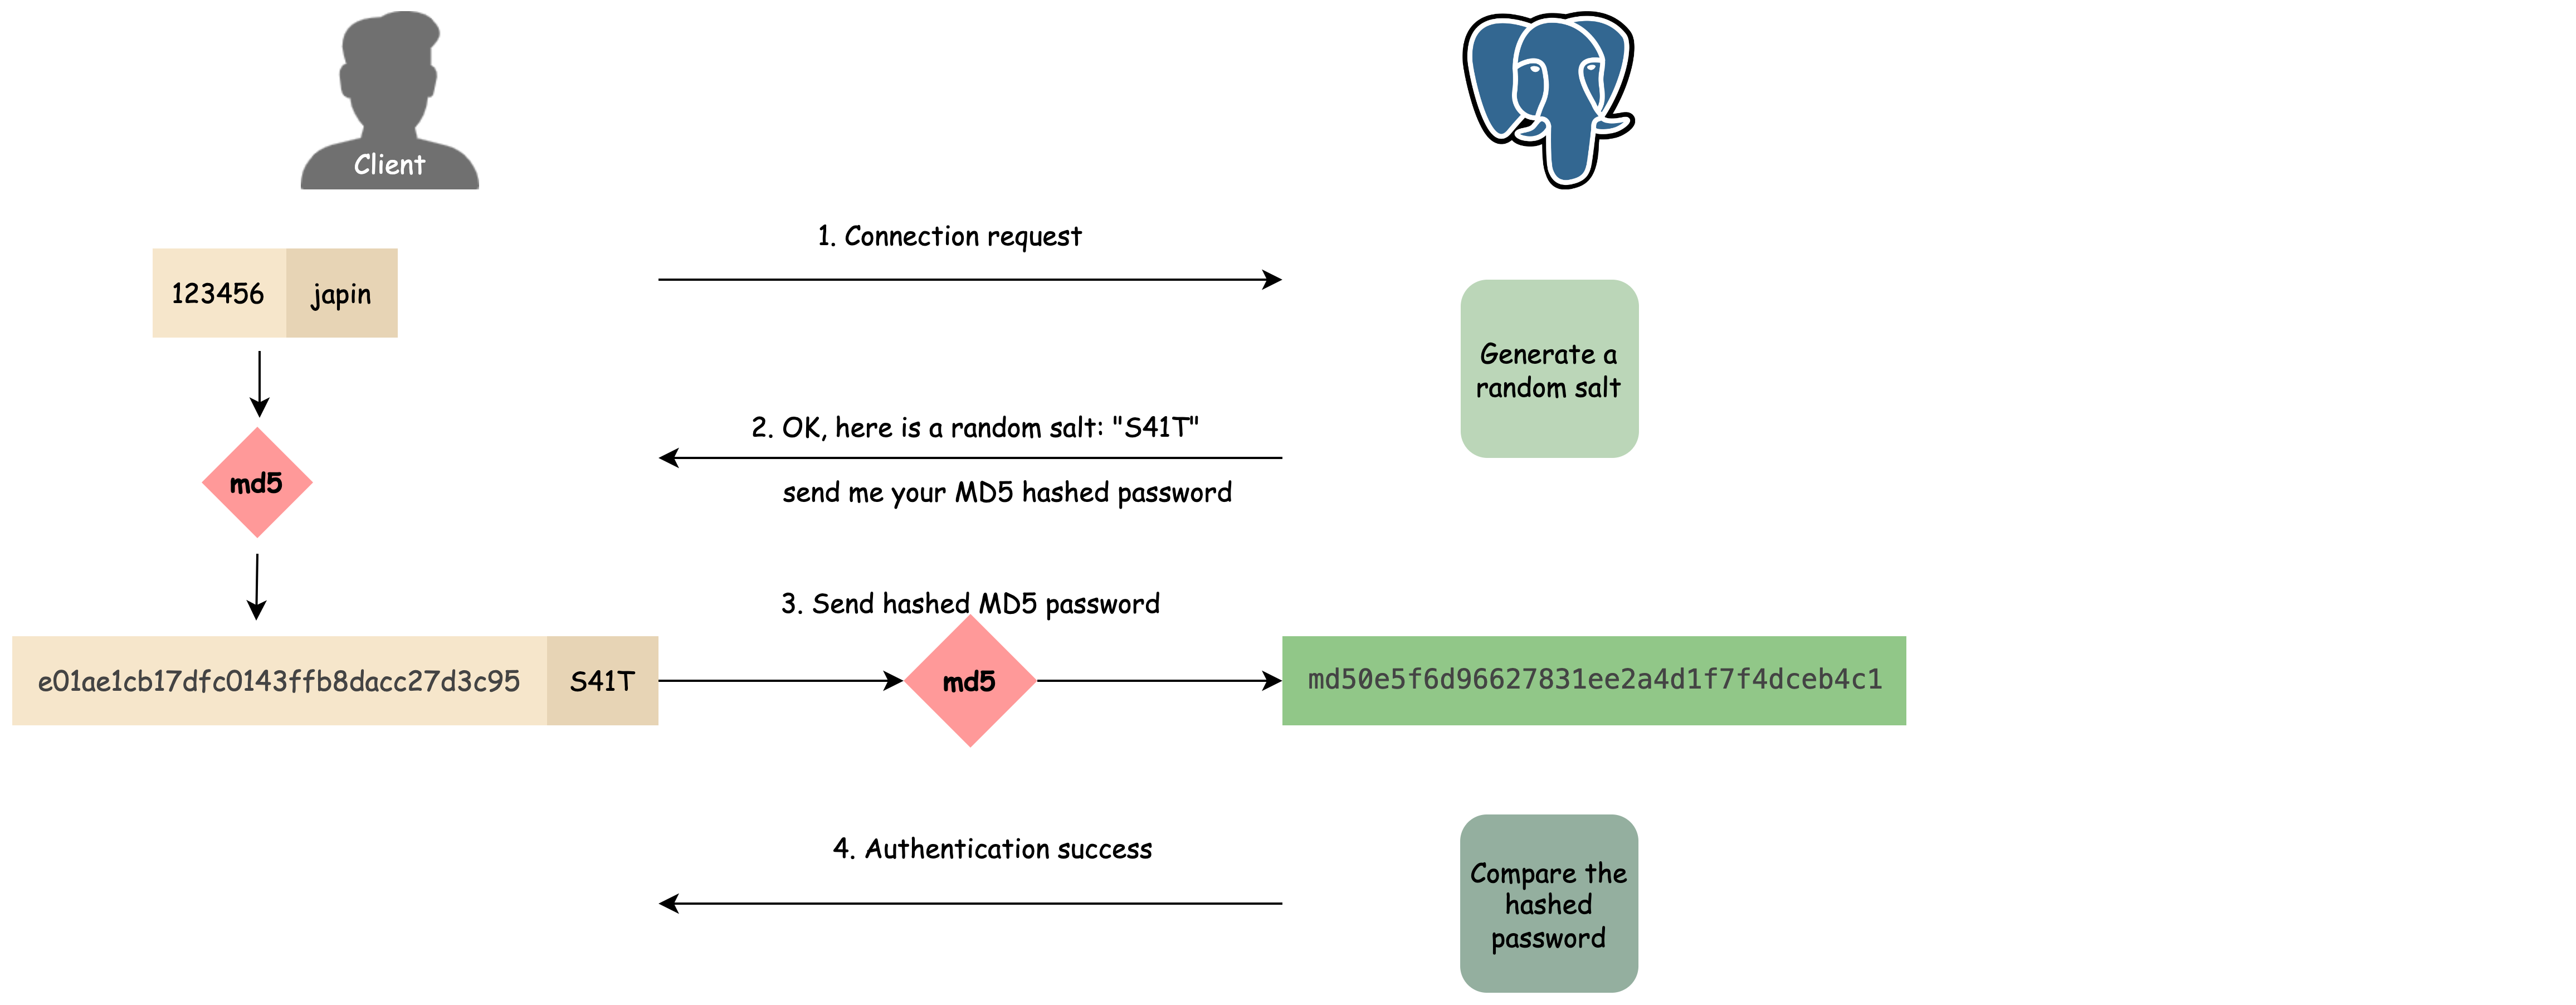 Client
1. Connection request
123456 japin
Generate a
random salt
2. OK, here is a random salt: "S41T"
send me your MD5 hashed password
md5
3. Send hashed MD5 password
e01ae1cb17dfc0143ffb8dacc27d3c95 S41T
md5
md50e5f6d96627831ee2a4d1f7f4dceb4c1
4. Authentication success
Compare the
hashed
password